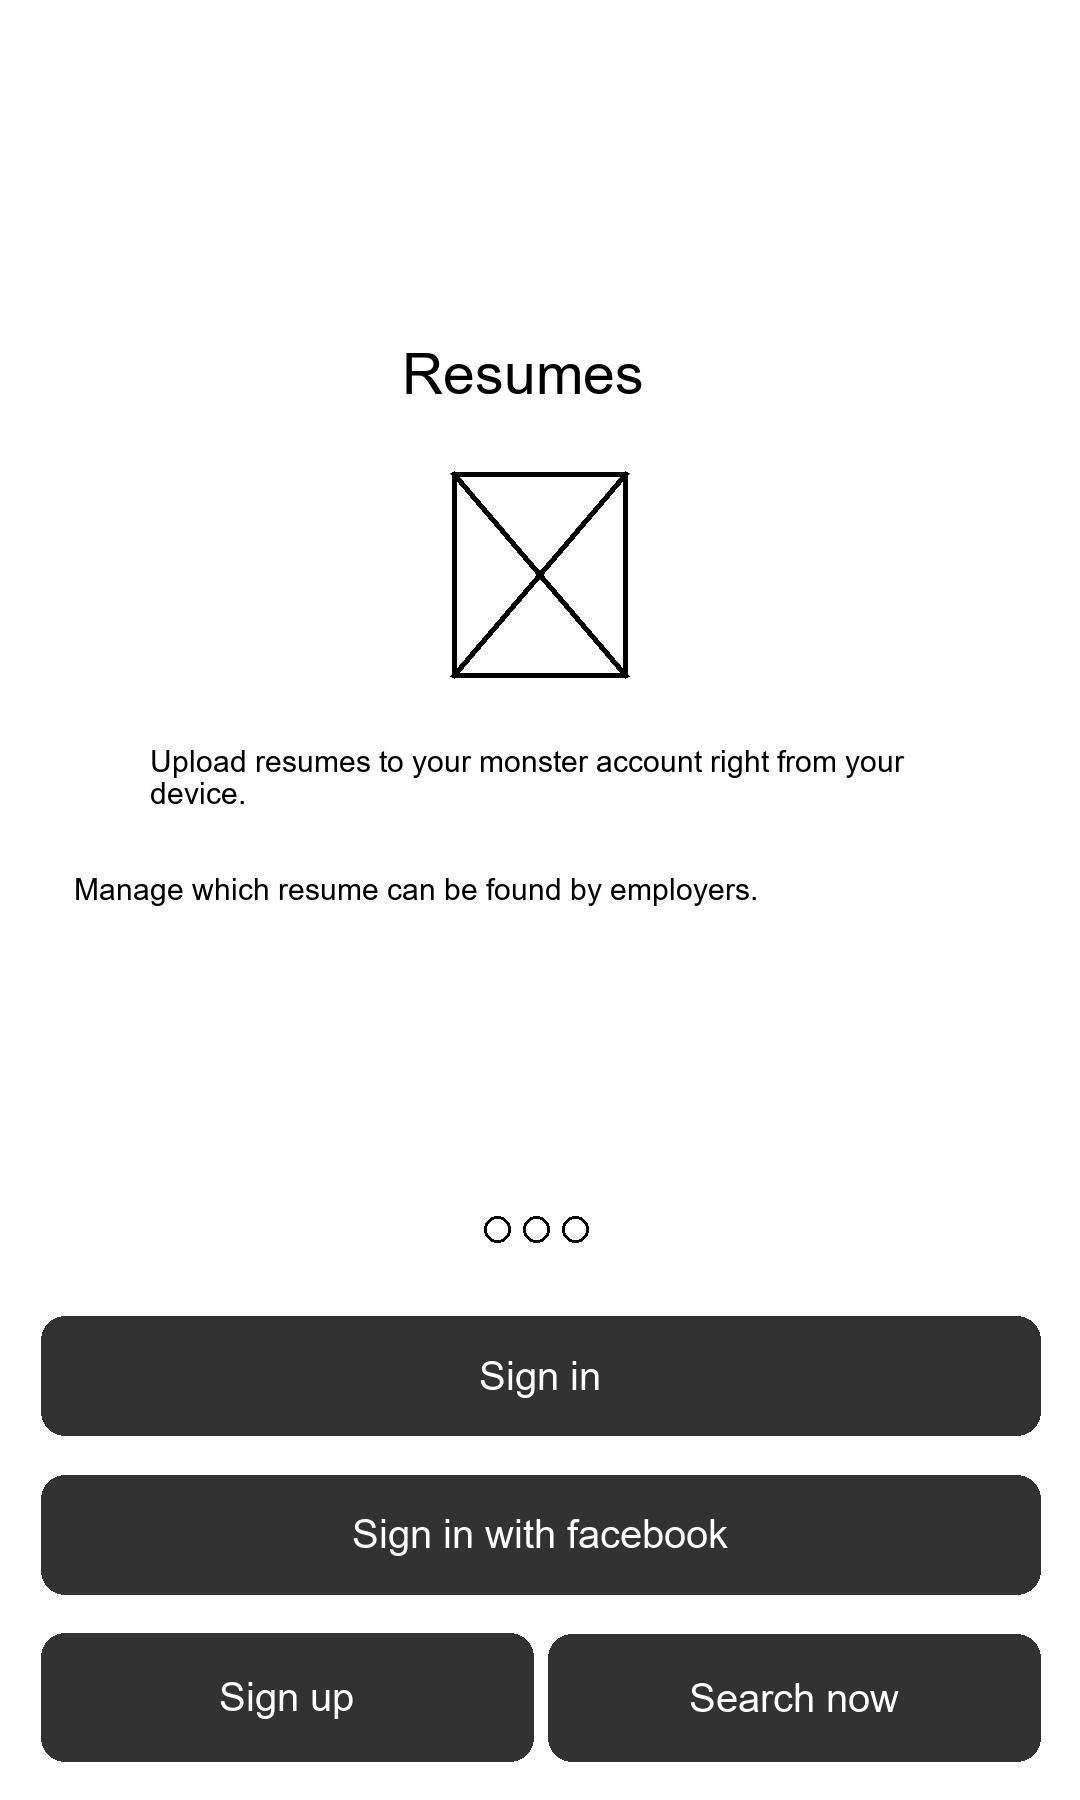 Resumes
Upload resumes to your monster account right from your
device.
Manage which resume can be found by employers.
Sign in
Sign in with facebook
Sign up
Search now